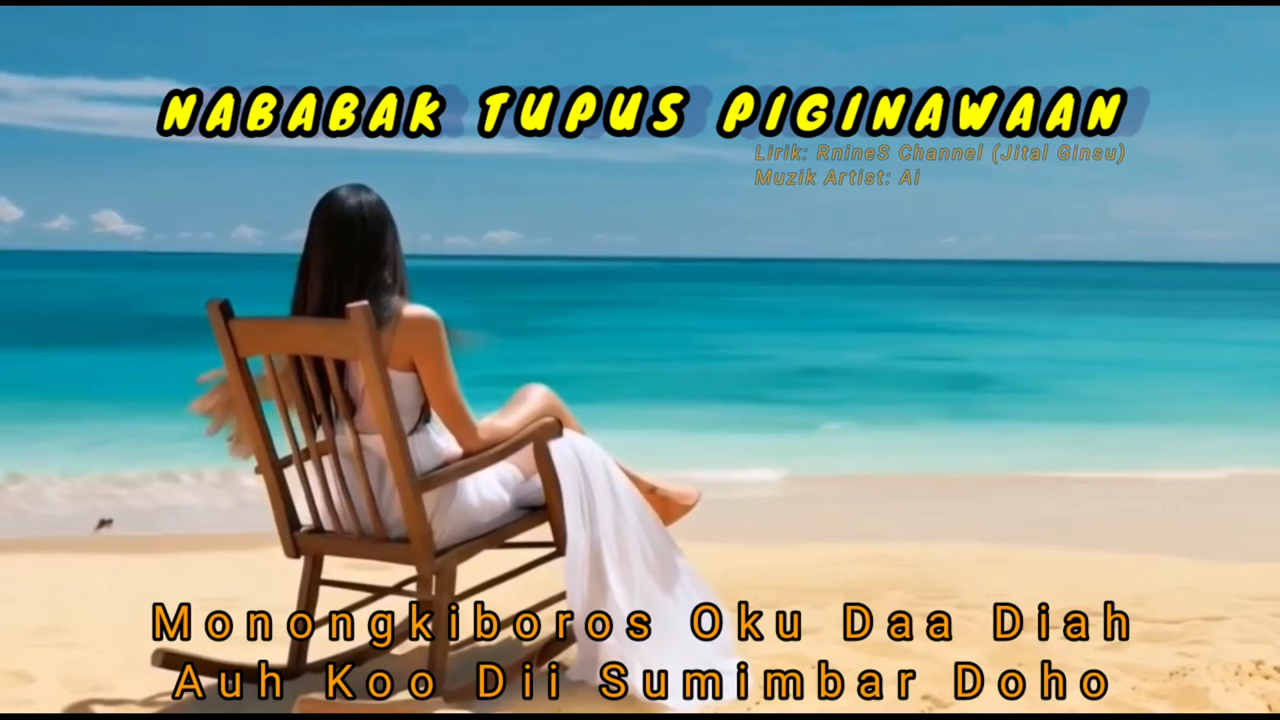 NABABAK TUPUS PIGINAWAAN
Lirik: RnineS Channel (Jital Ginsu)
Muzik Artist: Ai
Monongkiboros Oku Daa Diah
Auh Koo Dii Sumimbar Doho